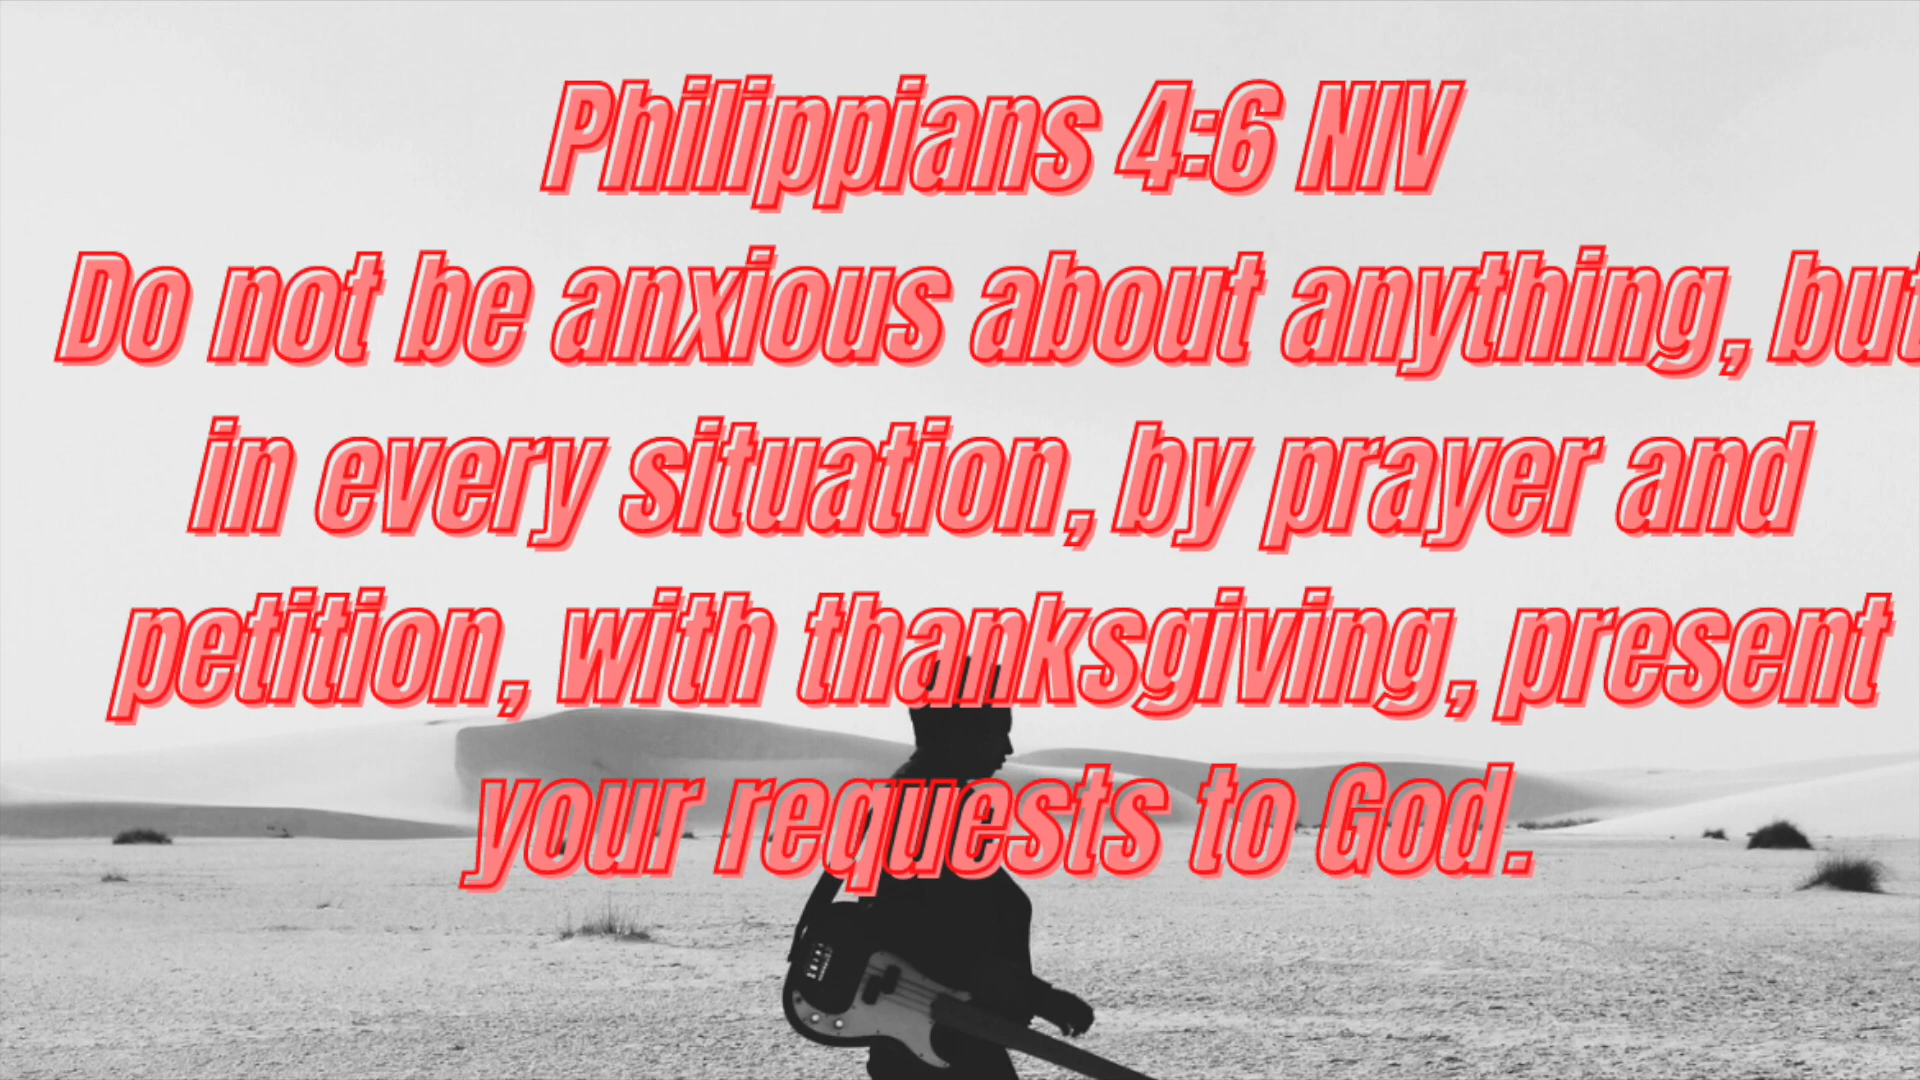 Philippians 4:6 NIV
Do not be anxious about anything, but
in every situation, by prayer and
petition, with thanksgiving, present
your requests to God.